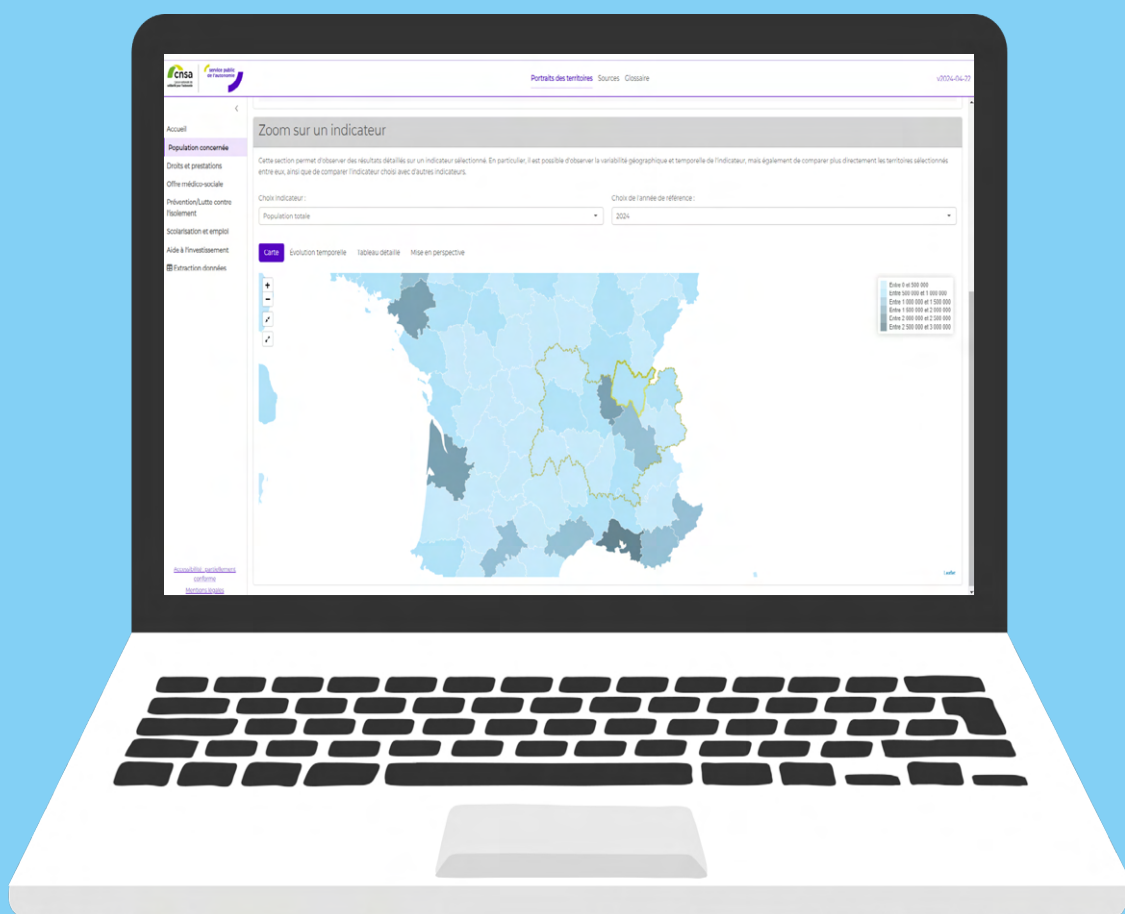 cnsa
service public
de l'autonomie
Portraits des territoires Sources Glossaire
v2024-04-22
Accueil
Population concernée
Droits et prestations
Offre médico-sociale
Prévention/Lutte contre
l'isolement
Scolarisation et emploi
Aide à l'investissement
Extraction données
Accessibilité : partiellement
conforme
Mentions légales
Zoom sur un indicateur
Cette section permet d'observer des résultats détaillés sur un indicateur sélectionné. En particulier, il est possible d'observer la variabilité géographique et temporelle de l'indicateur, mais également de comparer plus directement les territoires sélectionnés
entre eux, ainsi que de comparer l'indicateur choisi avec d'autres indicateurs.
Choix indicateur :
Population totale
Choix de l'année de référence :
2024
Carte Evolution temporelle Tableau détaillé Mise en perspective
+
−
Entre 0 et 500 000
Entre 500 000 et 1 000 000
Entre 1 000 000 et 1 500 000
Entre 1 500 000 et 2 000 000
Entre 2 000 000 et 2 500 000
Entre 2 500 000 et 3 000 000
Leaflet